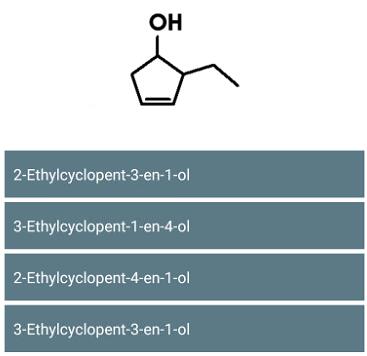 OH
2-Ethylcyclopent-3-en-1-ol
3-Ethylcyclopent-1-en-4-ol
2-Ethylcyclopent-4-en-1-ol
3-Ethylcyclopent-3-en-1-ol